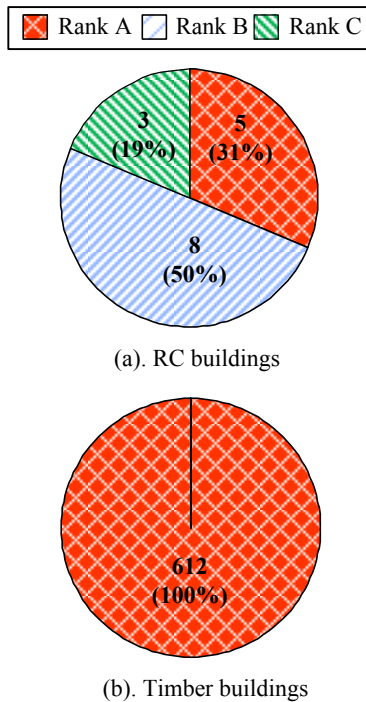 Rank A Rank B Rank C
3
(19%)
5
(31%)
8
(50%)
(a). RC buildings
612
(100%)
(b). Timber buildings